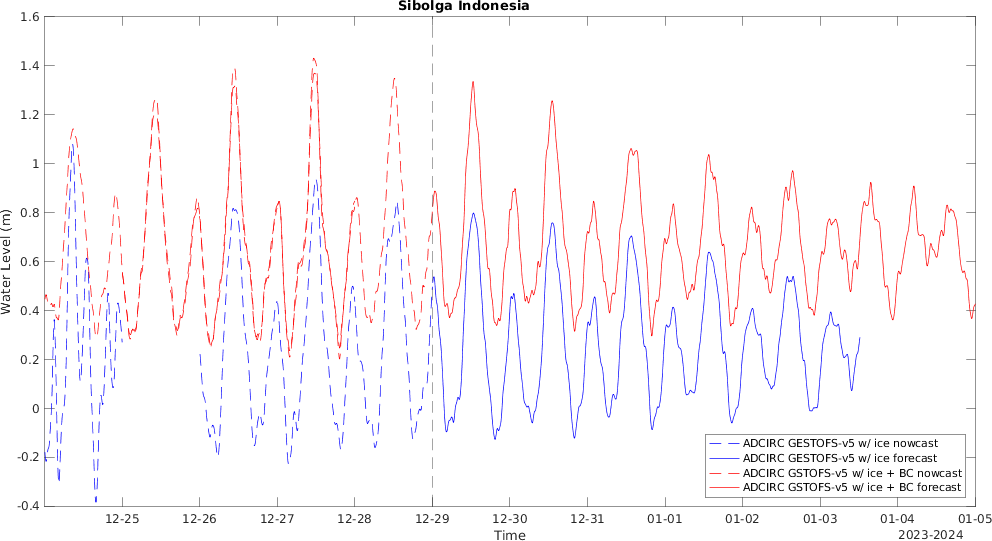 Sibolga Indonesia
1.6
1.4
1.2
1
0.8
0.6
0.4
0.2
0
-0.2
-0.4
Water Level (m)
12-25 12-26 12-27 12-28 12-29 12-30 12-31 01-01 01-02 01-03 01-04 01-05
Time
2023-2024
ADCIRC GESTOFS-v5 w/ ice nowcast
ADCIRC GESTOFS-v5 w/ ice forecast
ADCIRC GSTOFS-v5 w/ ice + BC nowcast
ADCIRC GSTOFS-v5 w/ ice + BC forecast